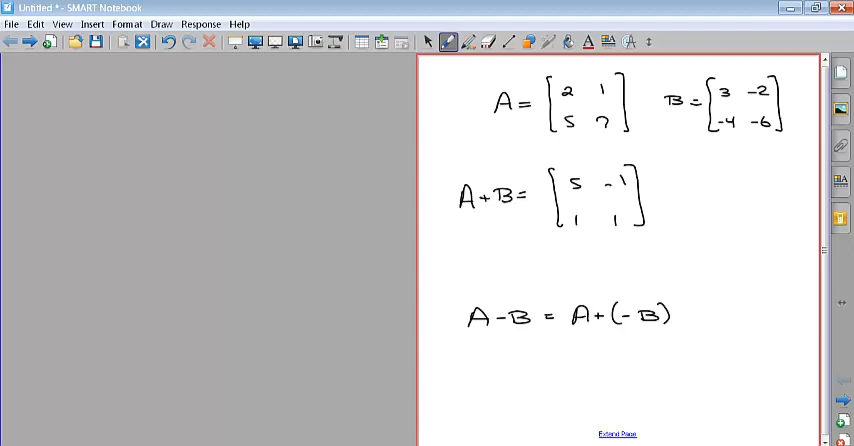 Untitled * - SMART Notebook
File Edit View Insert Format Draw Response Help
A = [ 2 1 B = [ 3 -2
5 7 ] -4 -6 ]
A+B = [ 5 -1
1 1 ]
A - B = A + (- B)
Extend Page